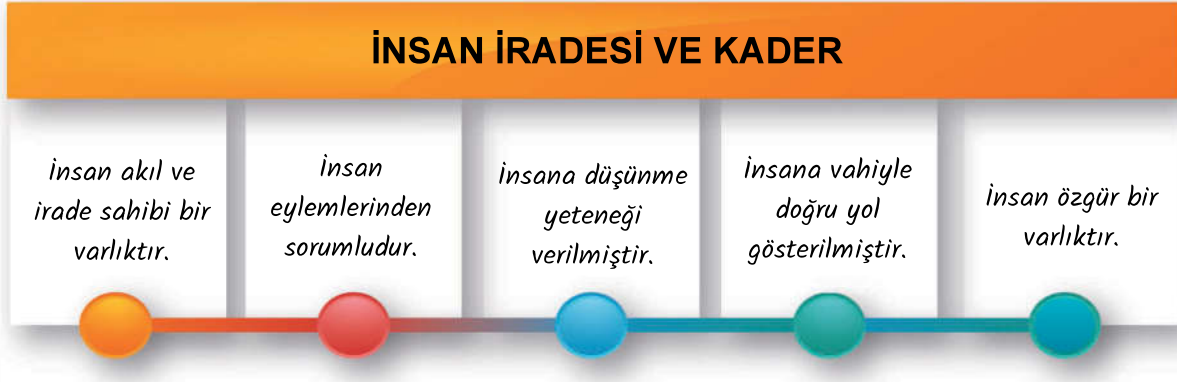 İNSAN İRADESİ VE KADER
İnsan akıl ve
irade sahibi bir
varlıktır.
İnsan
eylemlerinden
sorumludur.
İnsana düşünme
yeteneği
verilmiştir.
İnsana vahiyle
doğru yol
gösterilmiştir.
İnsan özgür bir
varlıktır.